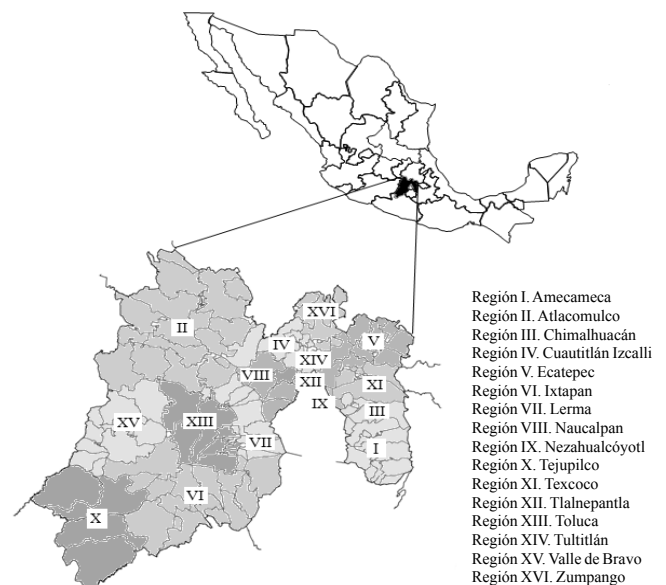 XVI
II
V
IV
XIV
VIII
XII
XI
IX
III
XV
XIII
VII
I
VI
X
Región I. Amecameca
Región II. Atlacomulco
Región III. Chimalhuacán
Región IV. Cuautitlán Izcalli
Región V. Ecatepec
Región VI. Ixtapan
Región VII. Lerma
Región VIII. Naucalpan
Región IX. Nezahualcóyotl
Región X. Tejupilco
Región XI. Texcoco
Región XII. Tlalnepantla
Región XIII. Toluca
Región XIV. Tultitlán
Región XV. Valle de Bravo
Región XVI. Zumpango